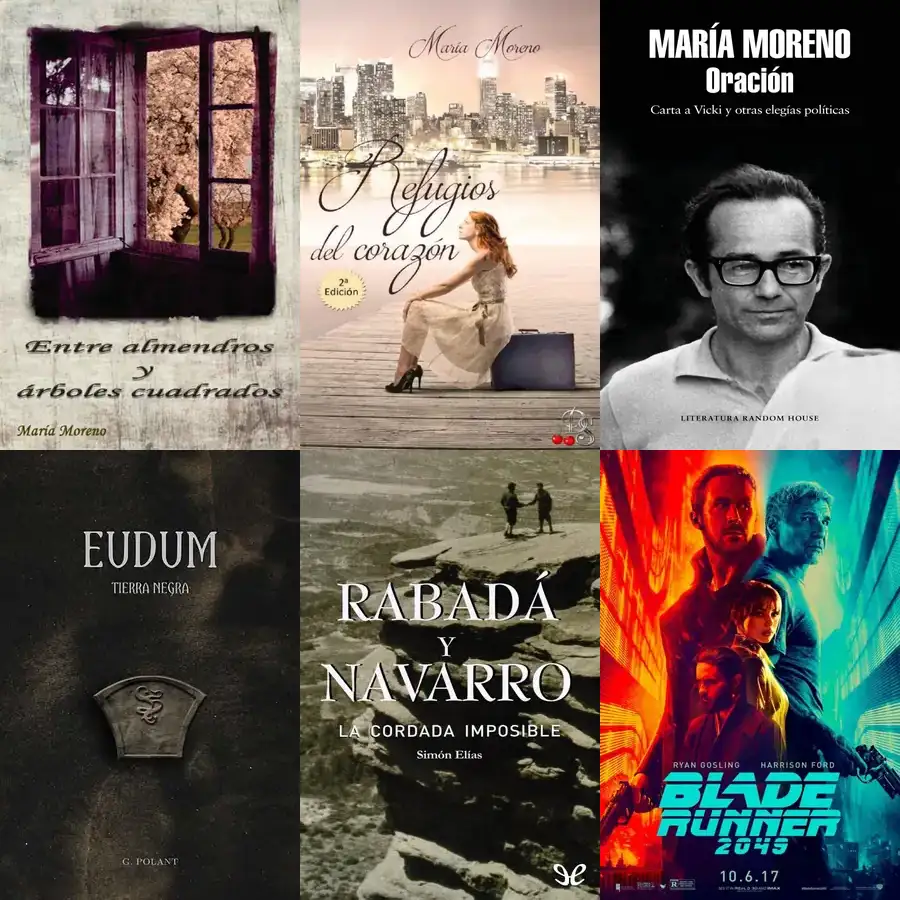 Entre almendros
y
árboles cuadrados
María Moreno
María Moreno
Refugios
del corazón
2ª
Edición
MARÍA MORENO
Oración
Carta a Vicki y otras elegías políticas
LITERATURA RANDOM HOUSE
EUDUM
TIERRA NEGRA
G. POLANT
RABADÁ
Y
NAVARRO
LA CORDADA IMPOSIBLE
Simón Elías
RYAN GOSLING HARRISON FORD
BLADE
RUNNER
2049
10.6.17